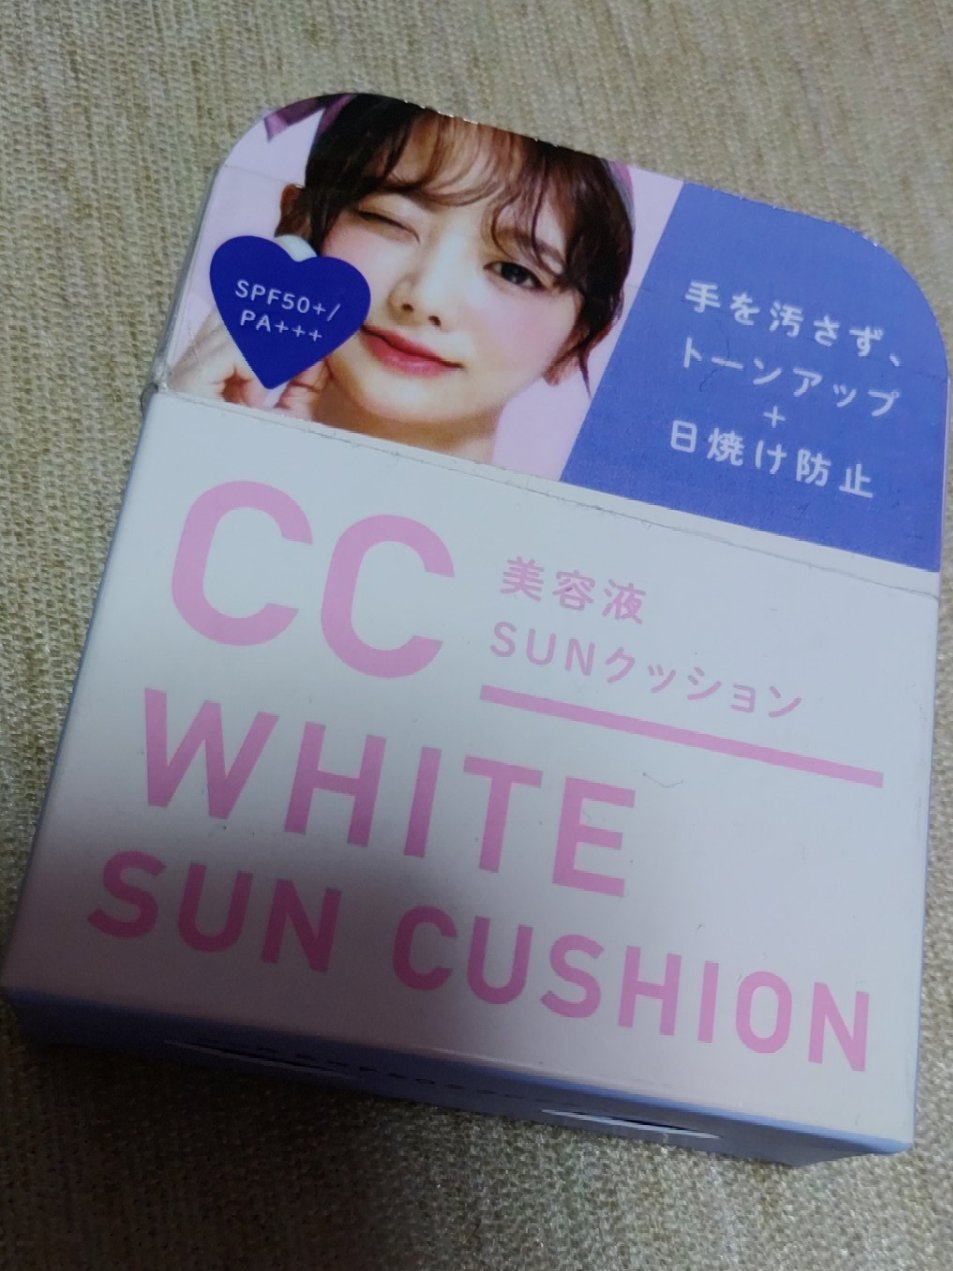 SPF50+/
PA+++
手を汚さず、
トーンアップ
+
日焼け防止
CC
美容液
SUNクッション
WHITE
SUN CUSHION